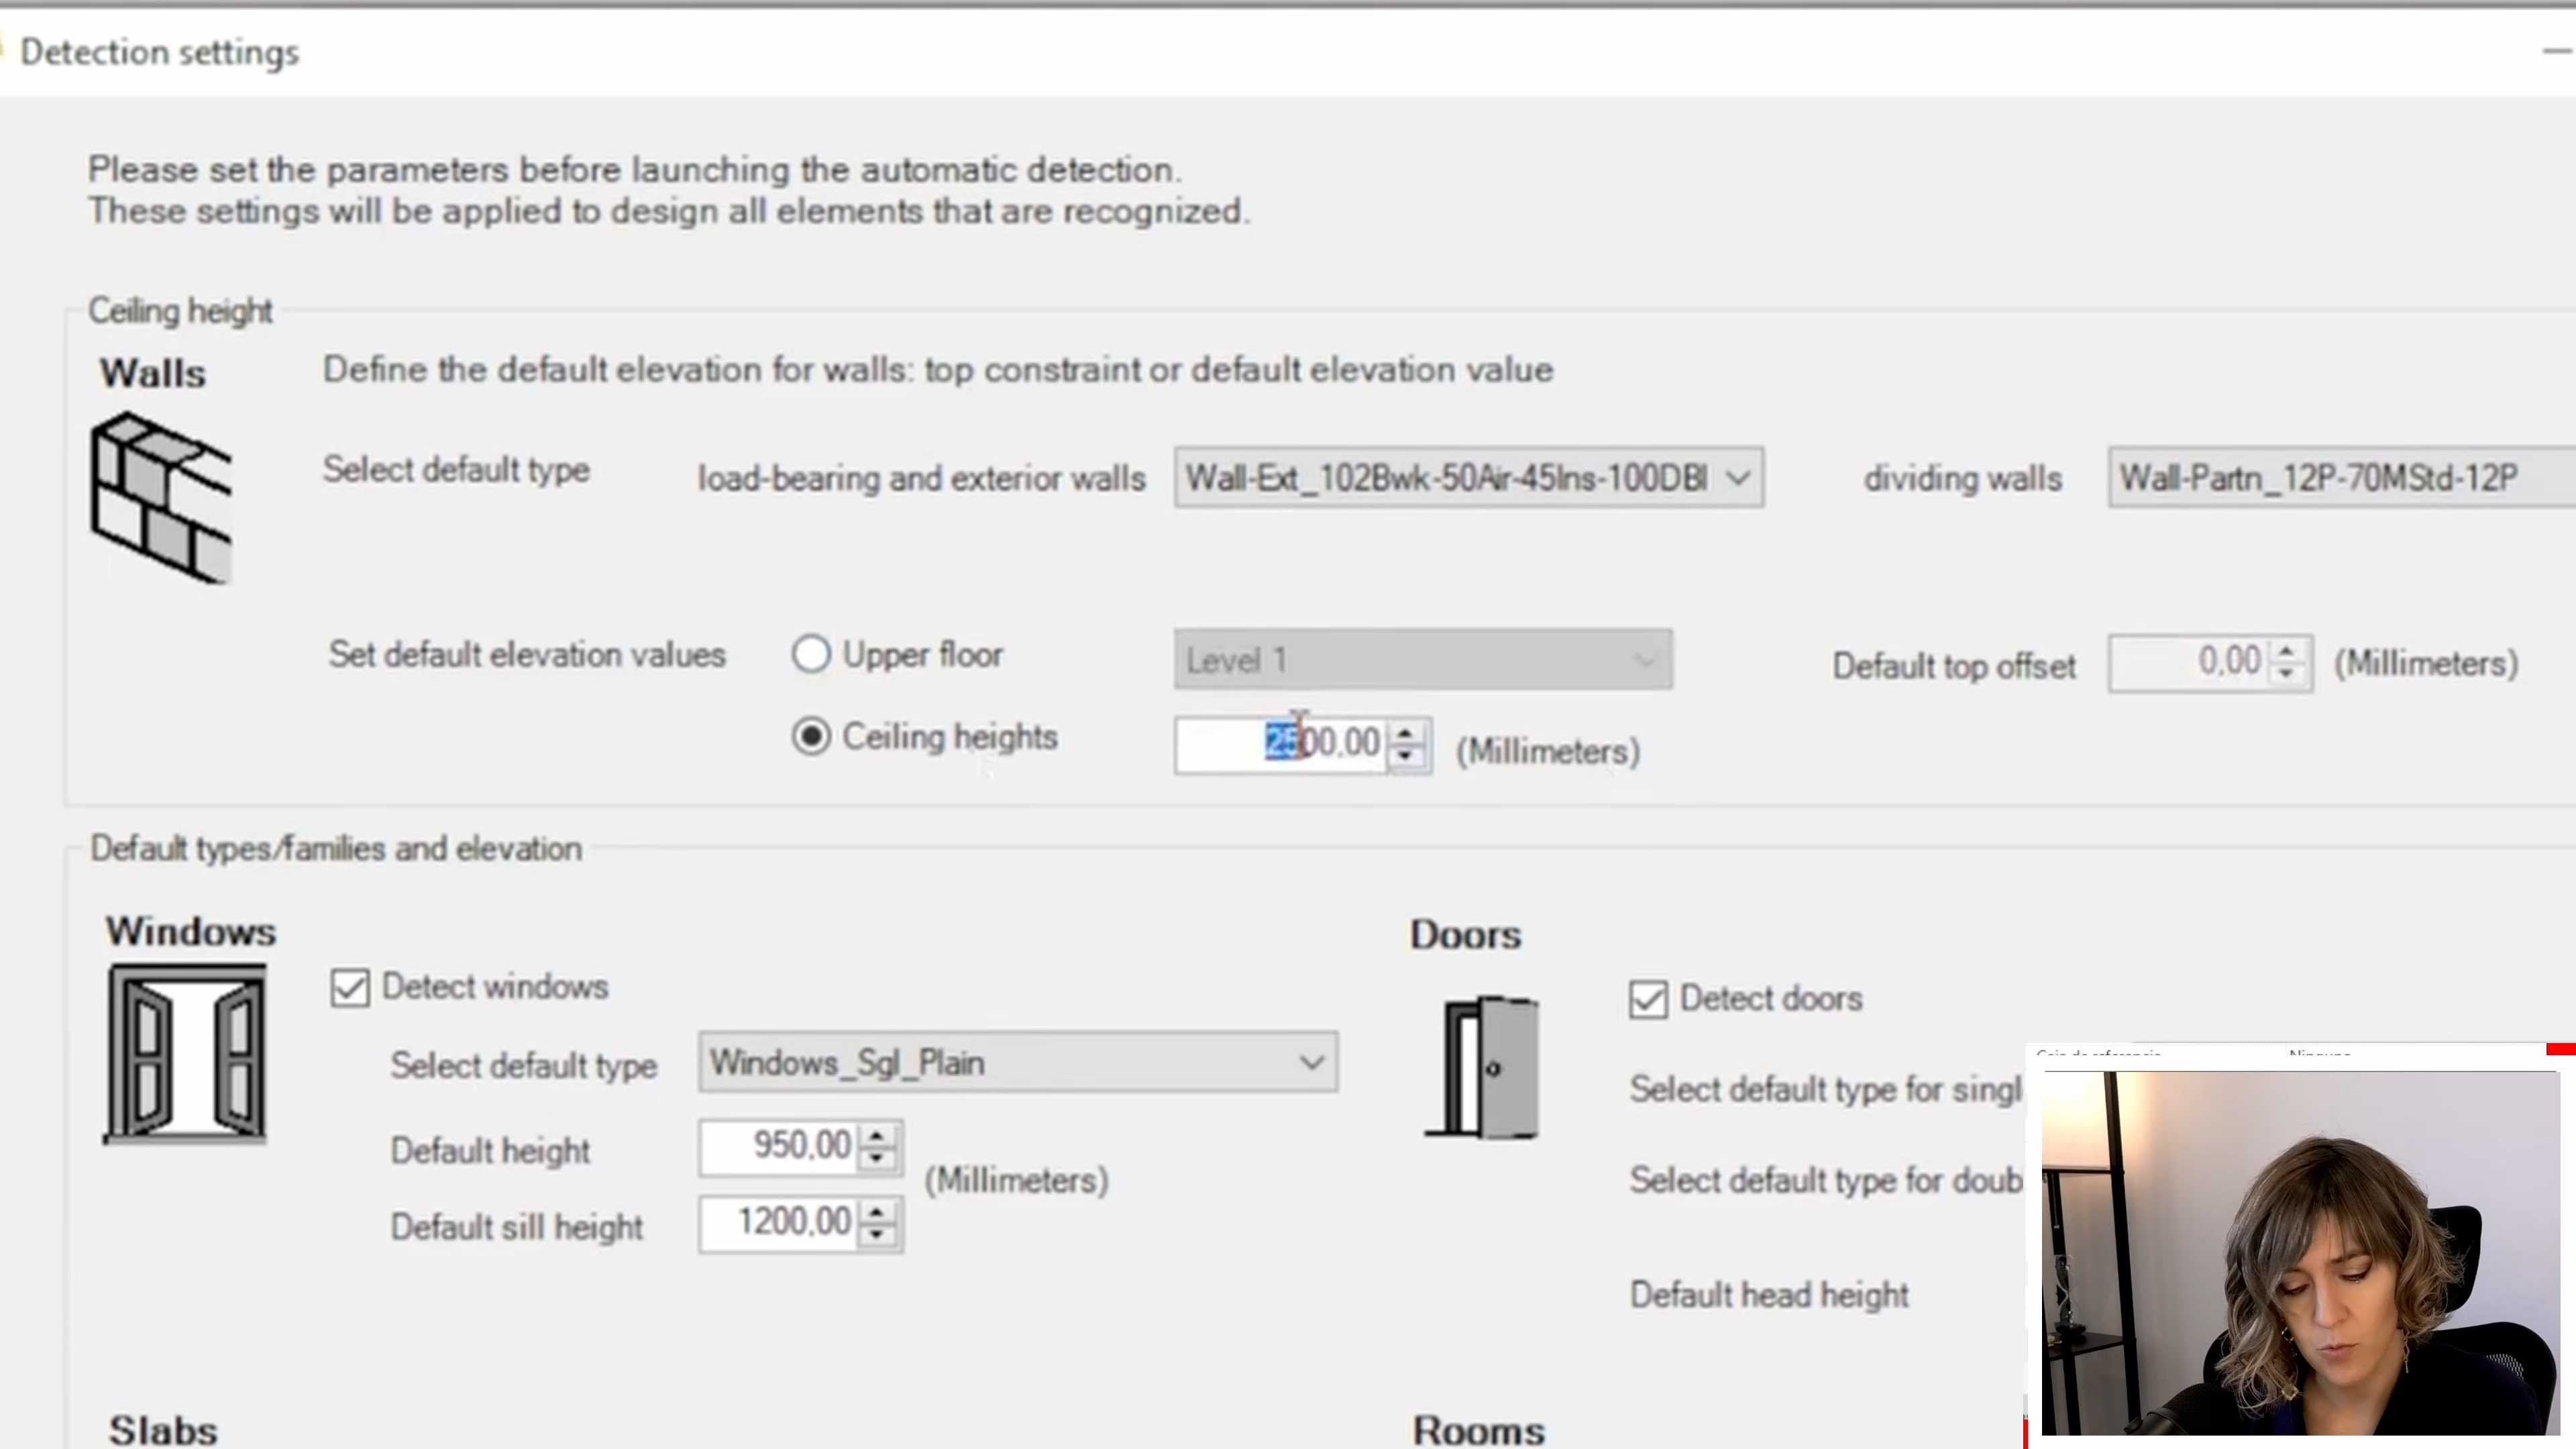 Detection settings
Please set the parameters before launching the automatic detection.
These settings will be applied to design all elements that are recognized.
Ceiling height
Walls
Define the default elevation for walls: top constraint or default elevation value
Select default type
load-bearing and exterior walls
Wall-Ext_102Bwk-50Air-45Ins-100DBl
dividing walls
Wall-Partn_12P-70MStd-12P
Set default elevation values
Upper floor
Level 1
Default top offset
0,00
(Millimeters)
Ceiling heights
2500,00
(Millimeters)
Default types/families and elevation
Windows
Detect windows
Select default type
Windows_Sgl_Plain
Default height
950,00
(Millimeters)
Default sill height
1200,00
Doors
Detect doors
Select default type for singl
Select default type for doub
Default head height
Slabs
Rooms